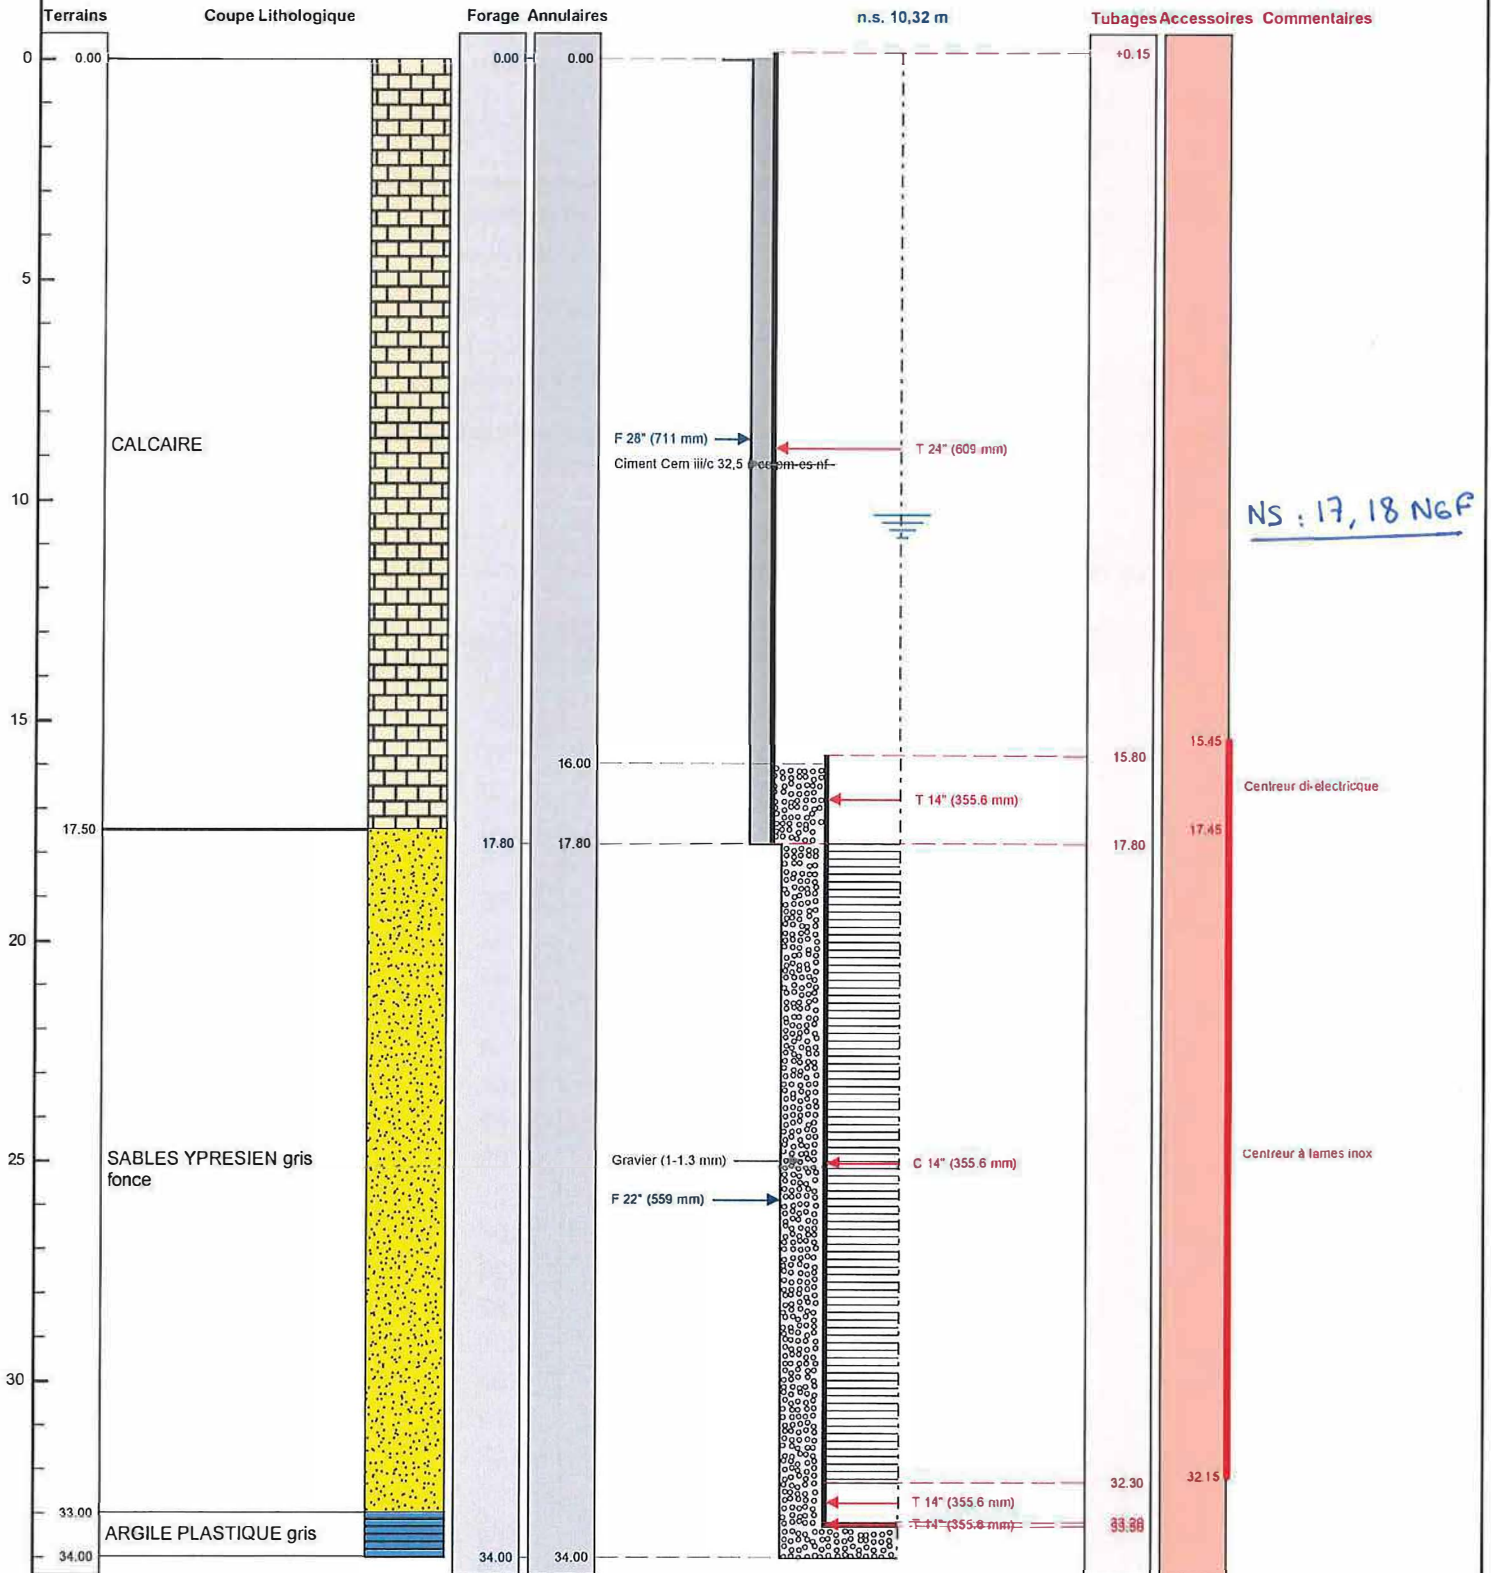 Terrains Coupe Lithologique Forage Annulaires n.s. 10,32 m Tubages Accessoires Commentaires
0 0.00 0.00 0.00 +0.15
5
CALCAIRE F 28" (711 mm) T 24" (609 mm)
Ciment Cem iii/c 32,5
10
NS : 17,18 NGF
15
15.45
16.00 15.80
T 14" (355.6 mm) Centreur di-electricque
17.50 17.45
17.80 17.80 17.80
20
25 SABLES YPRESIEN gris Gravier (1-1.3 mm) C 14" (355.6 mm) Centreur à lames inox
fonce
F 22" (559 mm)
30
32.30 32.15
T 14" (355.6 mm)
33.00
ARGILE PLASTIQUE gris T 14" (355.6 mm)
34.00 34.00 34.00